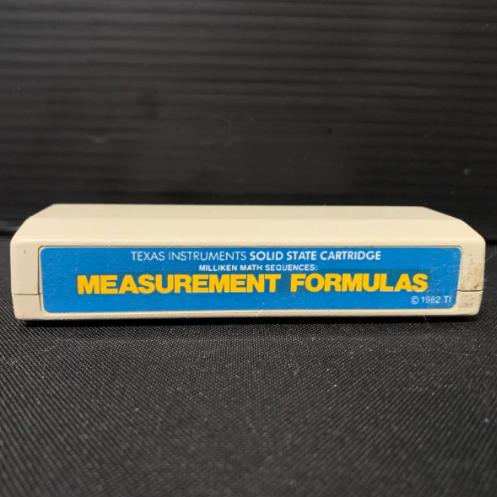 TEXAS INSTRUMENTS SOLID STATE CARTRIDGE
MILLIKEN MATH SEQUENCES:
MEASUREMENT FORMULAS
© 1982 TI